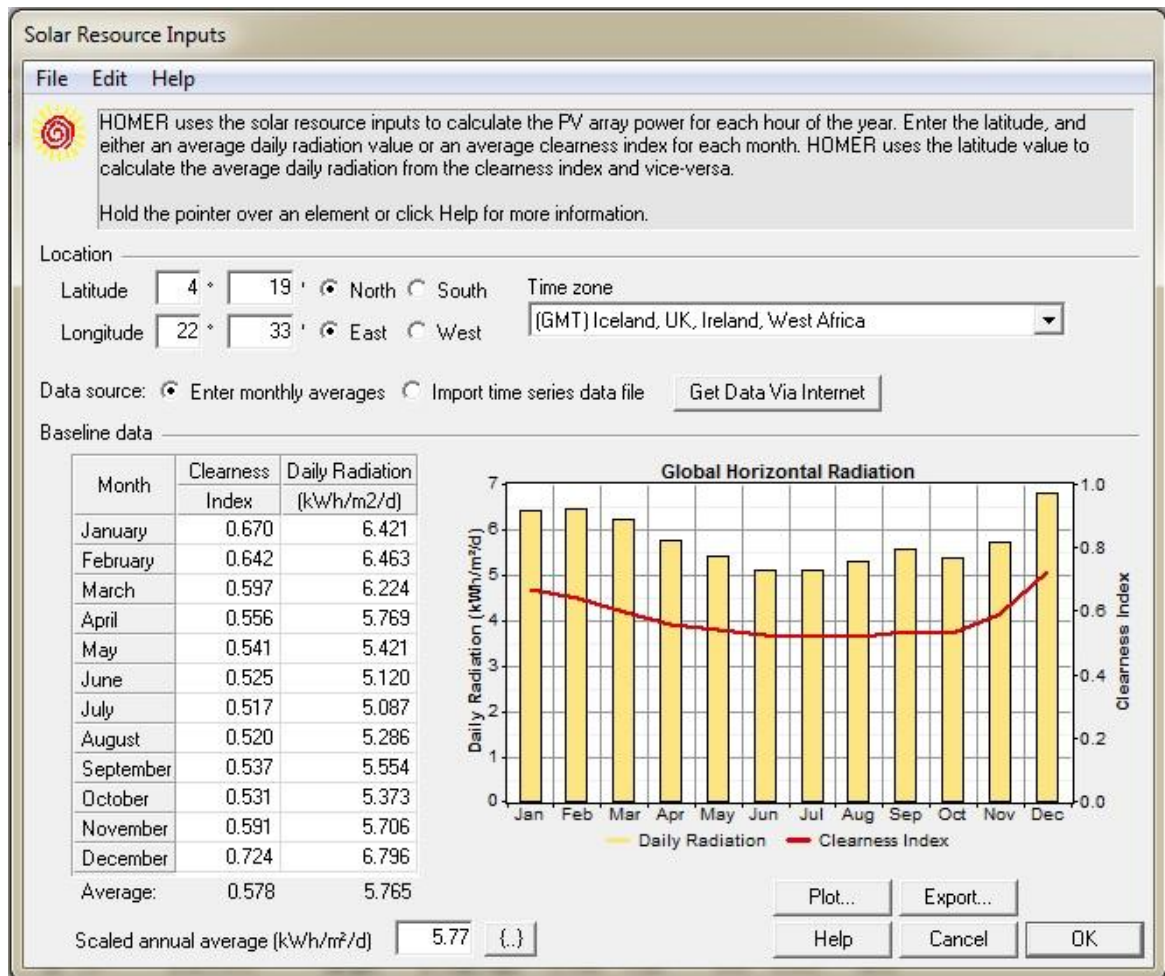 Solar Resource Inputs
File Edit Help
HOMER uses the solar resource inputs to calculate the PV array power for each hour of the year. Enter the latitude, and
either an average daily radiation value or an average clearness index for each month. HOMER uses the latitude value to
calculate the average daily radiation from the clearness index and vice-versa.
Hold the pointer over an element or click Help for more information.
Location
Latitude 4 ° 19 ' North South
Time zone
Longitude 22 ° 33 ' East West
(GMT) Iceland, UK, Ireland, West Africa
Data source: Enter monthly averages Import time series data file Get Data Via Internet
Baseline data
Month Clearness Index Daily Radiation (kWh/m2/d)
January 0.670 6.421
February 0.642 6.463
March 0.597 6.224
April 0.556 5.769
May 0.541 5.421
June 0.525 5.120
July 0.517 5.087
August 0.520 5.286
September 0.537 5.554
October 0.531 5.373
November 0.591 5.706
December 0.724 6.796
Average: 0.578 5.765
Scaled annual average (kWh/m²/d) 5.77 {..}
Global Horizontal Radiation
Daily Radiation (kWh/m²/d)
7
6
5
4
3
2
1
0
1.0
0.8
0.6
0.4
0.2
0.0
Clearness Index
Jan Feb Mar Apr May Jun Jul Aug Sep Oct Nov Dec
Daily Radiation Clearness Index
Plot... Export...
Help Cancel OK